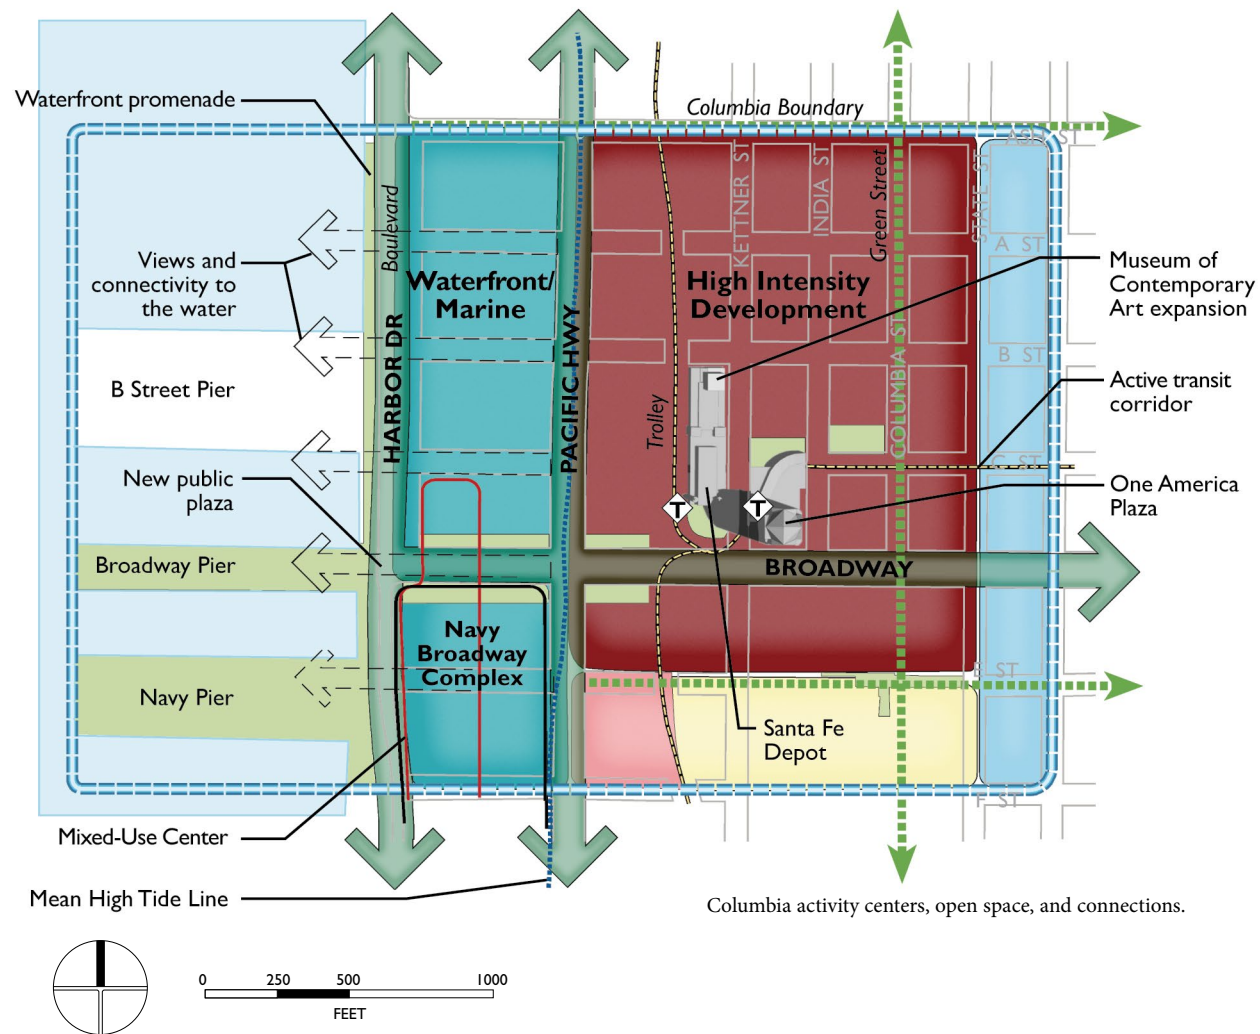 Waterfront promenade
Columbia Boundary
ASH ST
KETTNER ST
INDIA ST
Green Street
STATE ST
Boulevard
A ST
Views and
connectivity to
the water
Waterfront/
Marine
High Intensity
Development
Museum of
Contemporary
Art expansion
HARBOR DR
PACIFIC HWY
COLUMBIA ST
B ST
B Street Pier
Trolley
Active transit
corridor
C ST
New public
plaza
T
T
One America
Plaza
Broadway Pier
BROADWAY
Navy
Broadway
Complex
E ST
Navy Pier
Santa Fe
Depot
F ST
Mixed-Use Center
Mean High Tide Line
Columbia activity centers, open space, and connections.
0 250 500 1000
FEET